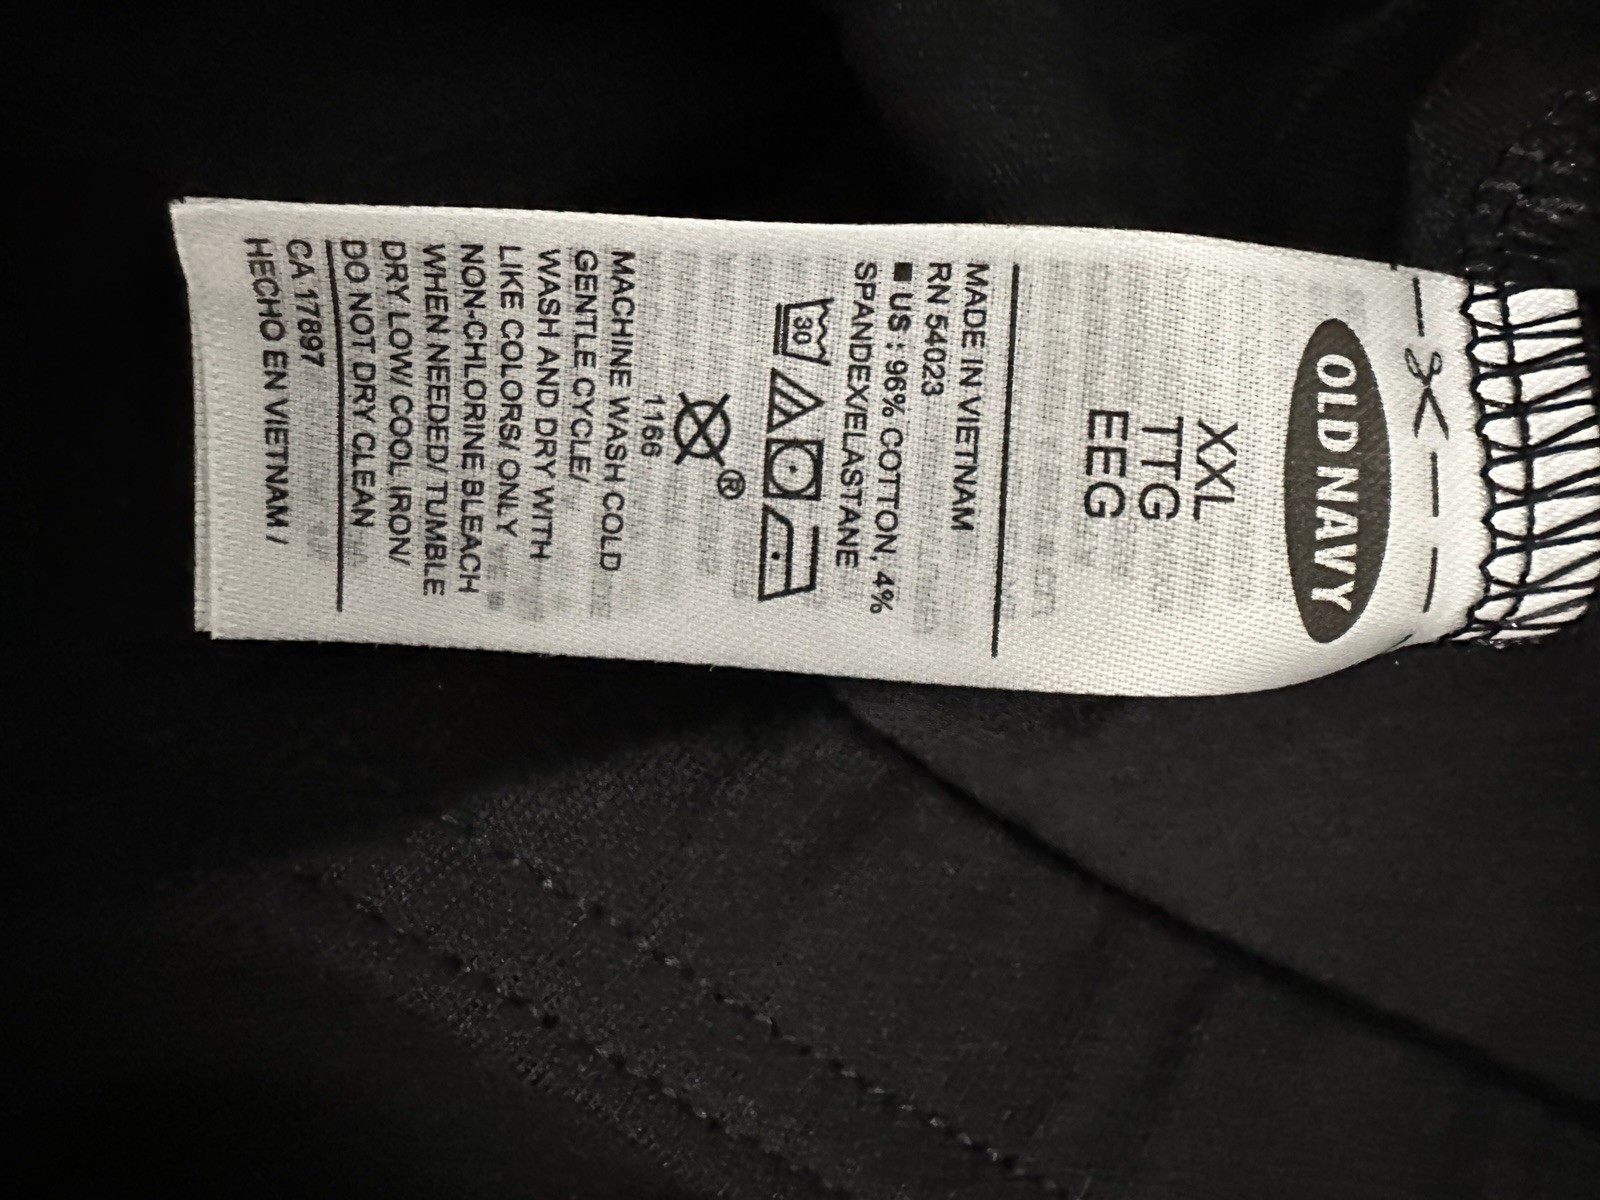 OLD NAVY
XXL
TTG
EEG
MADE IN VIETNAM
RN 54023
■ US : 96% COTTON, 4%
SPANDEX/ELASTANE
30
®
1166
MACHINE WASH COLD
GENTLE CYCLE/
WASH AND DRY WITH
LIKE COLORS/ ONLY
NON-CHLORINE BLEACH
WHEN NEEDED/ TUMBLE
DRY LOW/ COOL IRON/
DO NOT DRY CLEAN
CA 17897
HECHO EN VIETNAM /